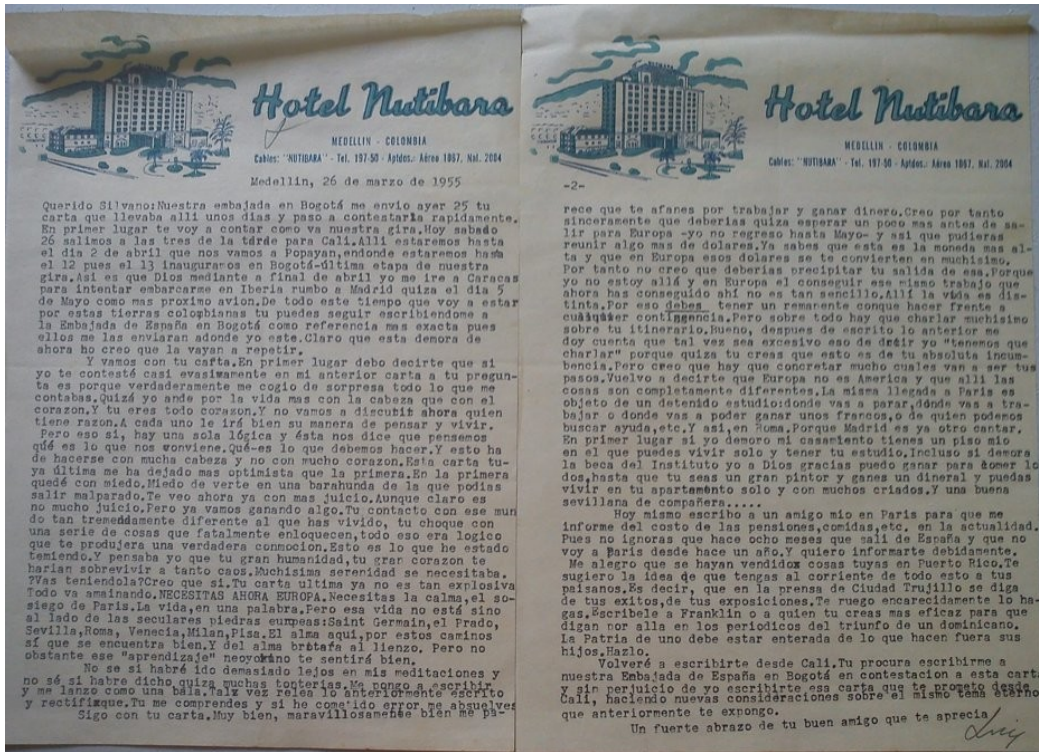 Hotel Nutibara
MEDELLIN - COLOMBIA
Cables: "NUTIBARA" - Tel. 197-50 - Aptdos.: Aéreo 1067, Nal. 2004
Medellin, 26 de marzo de 1955
Querido Silvano:Nuestra embajada en Bogotá me envio ayer 25 tu
carta que llevaba alli unos dias y paso a contestarla rapidamente.
En primer lugar te voy a contar como va nuestra gira.Hoy sabado
26 salimos a las tres de la tarde para Cali.Alli estaremos hasta
el dia 2 de abril que nos vamos a Popayan,endonde estaremos hasta
el 12 pues el 13 inauguramos en Bogotá-última etapa de nuestra
gira.Asi es que Dios mediante a final de abril yo me ire a Caracas
para intentar embarcarme en Iberia rumbo a Madrid quiza el dia 5
de Mayo como mas proximo avion.De todo este tiempo que voy a estar
por estas tierras colombianas tu puedes seguir escribiendome a
la Embajada de España en Bogotá como referencia mas exacta pues
ellos me las enviaran adonde yo este.Claro que esta demora de
ahora no creo que la vayan a repetir.
Y vamos con tu carta.En primer lugar debo decirte que si
yo te contesté casi evasivamente en mi anterior carta a tu pregun-
ta es porque verdaderamente me cogio de sorpresa todo lo que me
contabas.Quizá yo ande por la vida mas con la cabeza que con el
corazon.Y tu eres todo corazon.Y no vamos a discutir ahora quien
tiene razon.A cada uno le irá bien su manera de pensar y vivir.
Pero eso si, hay una sola lógica y ésta nos dice que pensemos
qué es lo que nos conviene.Qué-es lo que debemos hacer.Y esto ha
de hacerse con mucha cabeza y no con mucho corazon.Esta carta tu-
ya última me ha dejado mas optimista que la primera.En la primera
quedé con miedo.Miedo de verte en una barahunda de la que podias
salir malparado.Te veo ahora ya con mas juicio.Aunque claro es
no mucho juicio.Pero ya vamos ganando algo.Tu contacto con ese mun
do tan tremendamente diferente al que has vivido, tu choque con
una serie de cosas que fatalmente enloquecen,todo eso era logico
que te produjera una verdadera conmocion.Esto es lo que he estado
temiendo.Y pensaba yo que tu gran humanidad,tu gran corazon te
harian sobrevivir a tanto caos.Muchisima serenidad se necesitaba.
?Vas teniendola?Creo que si.Tu carta ultima ya no es tan explosiva
Todo va amainando.NECESITAS AHORA EUROPA.Necesitas la calma,el so-
siego de Paris.La vida,en una palabra.Pero esa vida no está sino
al lado de las seculares piedras eumpeas:Saint Germain,el Prado,
Sevilla,Roma, Venecia,Milan,Pisa.El alma aqui,por estos caminos
sí que se encuentra bien.Y del alma brotafa al lienzo. Pero no
obstante ese "aprendizaje" neoyorkino te sentirá bien.
No se si habré ido demasiado lejos en mis meditaciones y
no sé si habre dicho quiza muchas tonterias.Me pongo a escribir
y me lanzo como una bala.Talz vez relea lo anteriormente escrito
y rectifixque.Tu me comprendes y si he come'ido error me absuelves
Sigo con tu carta.Muy bien, maravillosamente bien me pa-
Hotel Nutibara
MEDELLIN - COLOMBIA
Cables: "NUTIBARA" - Tel. 197-50 - Aptdos.: Aéreo 1067, Nal. 2004
-2-
rece que te afanes por trabajar y ganar dinero.Creo por tanto
sinceramente que deberias quiza esperar un poco mas antes de sa-
lir para Europa -yo no regreso hasta Mayo- y asi que pudieras
reunir algo mas de dolares.Ya sabes que esta es la moneda mas al-
ta y que en Europa esos dolares se te convierten en muchisimo.
Por tanto no creo que deberias precipitar tu salida de esa.Porque
yo no estoy allá y en Europa el conseguir ese mismo trabajo que
ahora has conseguido ahí no es tan sencillo.Allí la vida es dis-
tinta.Por eso debes tener un remanente conque hacer frente a
cualquier contingencia.Pero sobre todo hay que charlar muchisimo
sobre tu itinerario.Bueno, despues de escrito lo anterior me
doy cuenta que tal vez sea excesivo eso de decir yo "tenemos que
charlar" porque quiza tu creas que esto es de tu absoluta incum-
bencia.Pero creo que hay que concretar mucho cuales van a ser tus
pasos.Vuelvo a decirte que Europa no es America y que alli las
cosas son completamente diferentes.La misma llegada a Paris es
objeto de un detenido estudio:donde vas a parar,dónde vas a tra-
bajar o donde vas a poder ganar unos francos,o de quien podemos
buscar ayuda,etc.Y asi,en Roma.Porque Madrid es ya otro cantar.
En primer lugar si yo demoro mi casamiento tienes un piso mio
en el que puedes vivir solo y tener tu estudio.Incluso si demora
la beca del Instituto yo a Dios gracias puedo ganar para comer lo
dos,hasta que tu seas un gran pintor y ganes un dineral y puedas
vivir en tu apartamento solo y con muchos criados.Y una buena
sevillana de compañera.....
Hoy mismo escribo a un amigo mio en Paris para que me
informe del costo de las pensiones,comidas,etc. en la actualidad.
Pues no ignoras que hace ocho meses que sali de España y que no
voy a Paris desde hace un año.Y quiero informarte debidamente.
Me alegro que se hayan vendidox cosas tuyas en Puerto Rico.Te
sugiero la idea de que tengas al corriente de todo esto a tus
paisanos.Es decir, que en la prensa de Ciudad Trujillo se diga
de tus exitos,de tus exposiciones.Te ruego encarecidamente lo ha-
gas.Escribele a Franklin o a quien tu creas mas eficaz para que
digan nor alla en los periodicos del triunfo de un dominicano.
La Patria de uno debe estar enterada de lo que hacen fuera sus
hijos.Hazlo.
Volveré a escribirte desde Cali.Tu procura escribirme a
nuestra Embajada de España en Bogotá en contestacion a esta carta
y sin perjuicio de yo escribirte esa carta que te prometo desde
Cali, haciendo nuevas consideraciones sobre el mismo tema eterno
que anteriormente te expongo.
Un fuerte abrazo de tu buen amigo que te aprecia
Luis